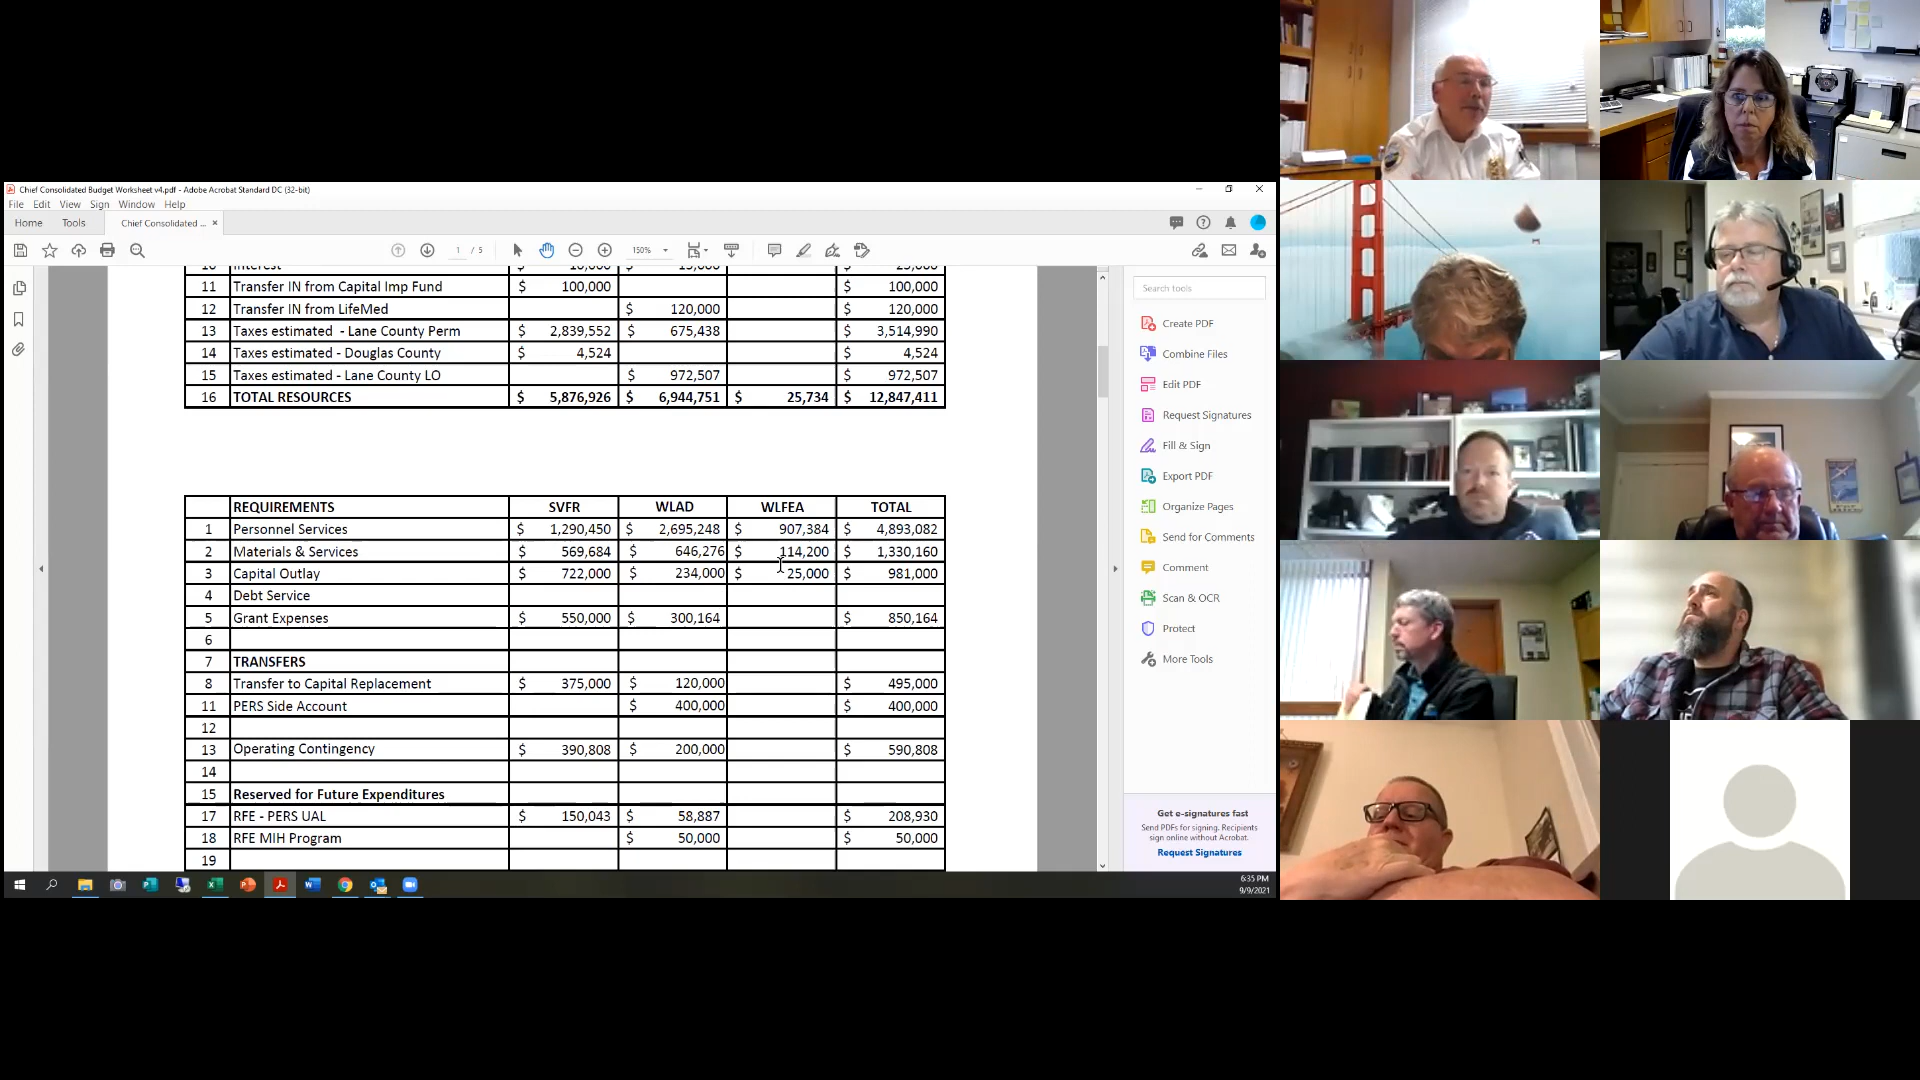 Chief Consolidated Budget Worksheet v4.pdf - Adobe Acrobat Standard DC (32-bit)
File Edit View Sign Window Help
Home Tools Chief Consolidated ... ×
1 / 5 150%
11 Transfer IN from Capital Imp Fund $ 100,000 $ 100,000
12 Transfer IN from LifeMed $ 120,000 $ 120,000
13 Taxes estimated - Lane County Perm $ 2,839,552 $ 675,438 $ 3,514,990
14 Taxes estimated - Douglas County $ 4,524 $ 4,524
15 Taxes estimated - Lane County LO $ 972,507 $ 972,507
16 TOTAL RESOURCES $ 5,876,926 $ 6,944,751 $ 25,734 $ 12,847,411
REQUIREMENTS SVFR WLAD WLFEA TOTAL
1 Personnel Services $ 1,290,450 $ 2,695,248 $ 907,384 $ 4,893,082
2 Materials & Services $ 569,684 $ 646,276 $ 114,200 $ 1,330,160
3 Capital Outlay $ 722,000 $ 234,000 $ 25,000 $ 981,000
4 Debt Service
5 Grant Expenses $ 550,000 $ 300,164 $ 850,164
6
7 TRANSFERS
8 Transfer to Capital Replacement $ 375,000 $ 120,000 $ 495,000
11 PERS Side Account $ 400,000 $ 400,000
12
13 Operating Contingency $ 390,808 $ 200,000 $ 590,808
14
15 Reserved for Future Expenditures
17 RFE - PERS UAL $ 150,043 $ 58,887 $ 208,930
18 RFE MIH Program $ 50,000 $ 50,000
19
Search tools
Create PDF
Combine Files
Edit PDF
Request Signatures
Fill & Sign
Export PDF
Organize Pages
Send for Comments
Comment
Scan & OCR
Protect
More Tools
Get e-signatures fast
Send PDFs for signing. Recipients
sign online without Acrobat.
Request Signatures
6:35 PM
9/9/2021